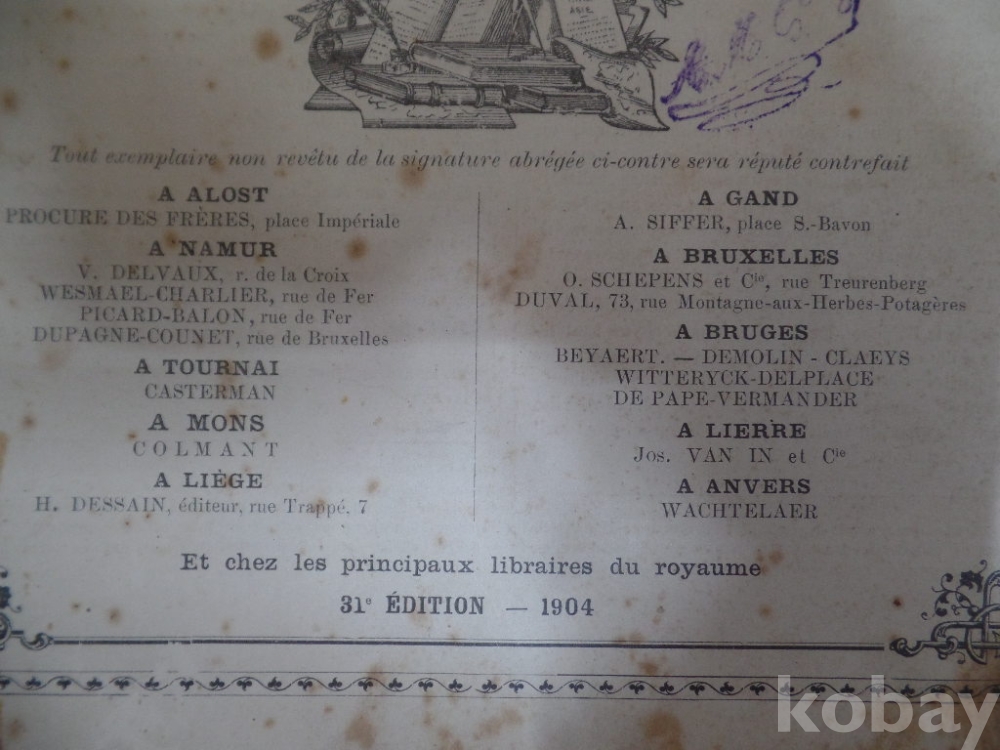 ASIE
Tout exemplaire non revêtu de la signature abrégée ci-contre sera réputé contrefait
A ALOST
PROCURE DES FRÈRES, place Impériale
A NAMUR
V. DELVAUX, r. de la Croix
WESMAEL-CHARLIER, rue de Fer
PICARD-BALON, rue de Fer
DUPAGNE-COUNET, rue de Bruxelles
A TOURNAI
CASTERMAN
A MONS
COLMANT
A LIÉGE
H. DESSAIN, éditeur, rue Trappé, 7
A GAND
A. SIFFER, place S.-Bavon
A BRUXELLES
O. SCHEPENS et Cie, rue Treurenberg
DUVAL, 73, rue Montagne-aux-Herbes-Potagères
A BRUGES
BEYAERT. — DEMOLIN - CLAEYS
WITTERYCK-DELPLACE
DE PAPE-VERMANDER
A LIERRE
Jos. VAN IN et Cie
A ANVERS
WACHTELAER
Et chez les principaux libraires du royaume
31e ÉDITION — 1904
kobay